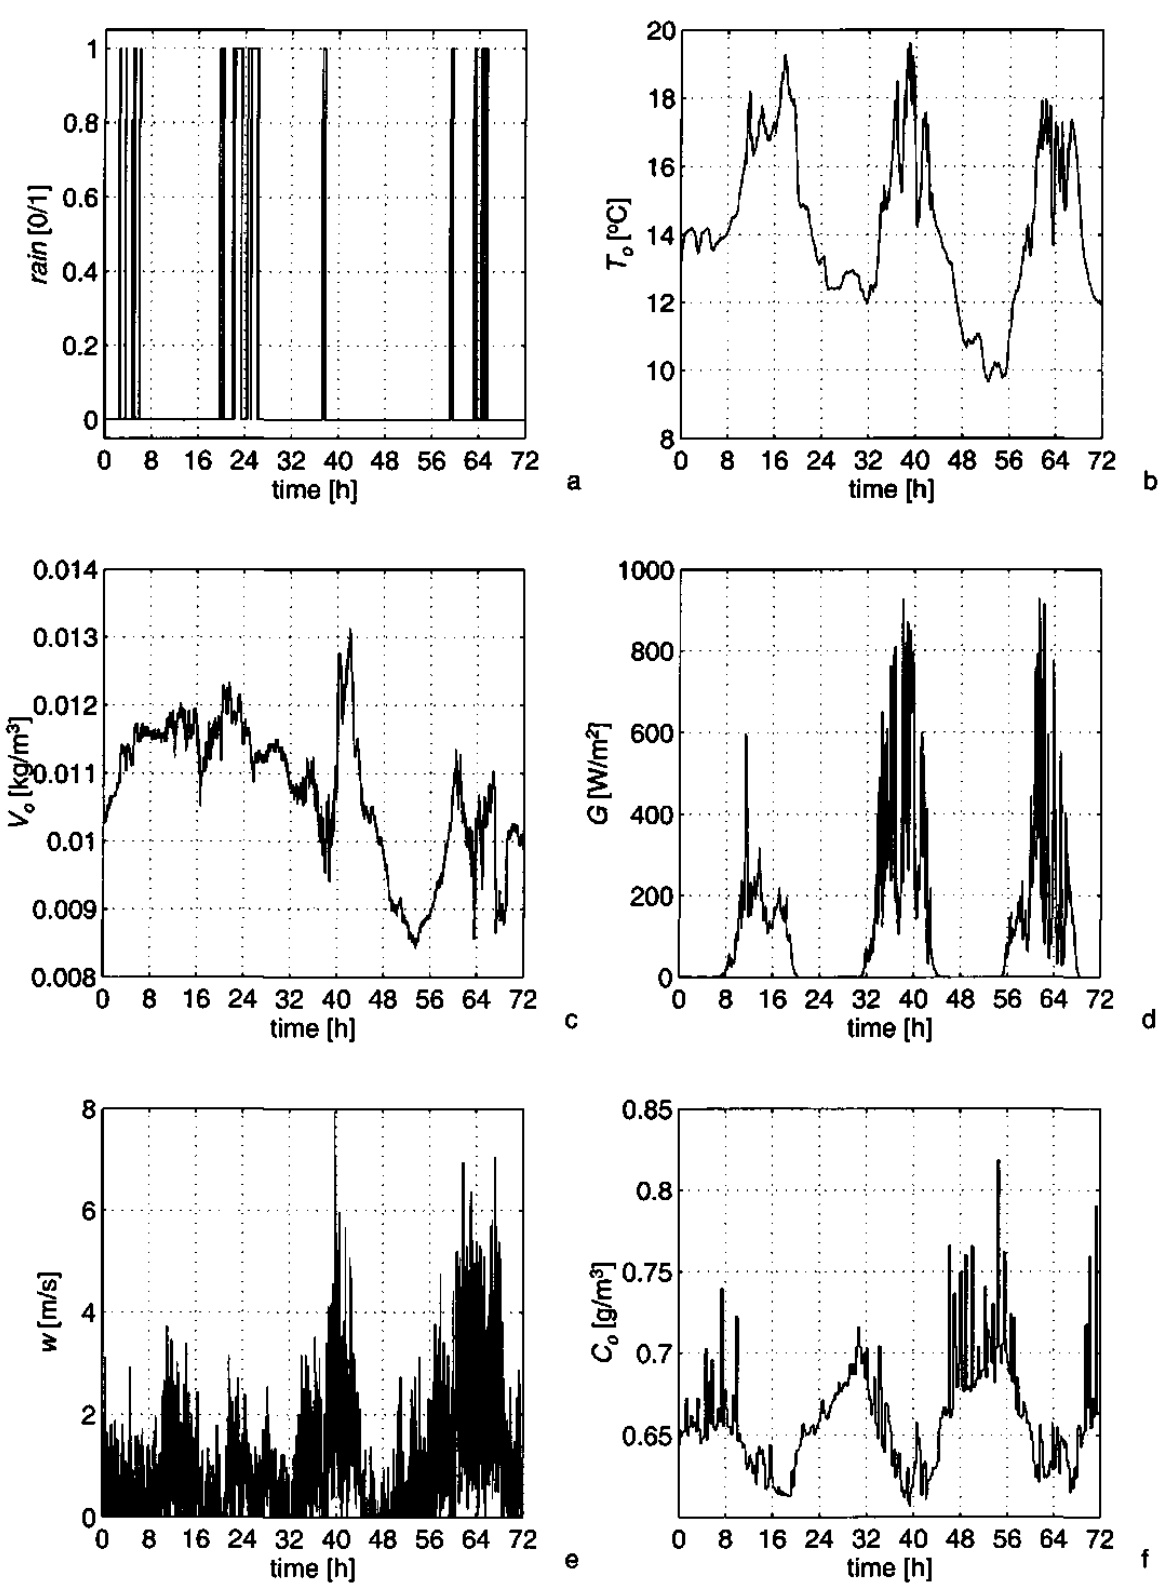 rain [0/1]
1
0.8
0.6
0.4
0.2
0
0 8 16 24 32 40 48 56 64 72
time [h]
a
T_o [ºC]
20
18
16
14
12
10
8
0 8 16 24 32 40 48 56 64 72
time [h]
b
V_o [kg/m³]
0.014
0.013
0.012
0.011
0.01
0.009
0.008
0 8 16 24 32 40 48 56 64 72
time [h]
c
G [W/m²]
1000
800
600
400
200
0
0 8 16 24 32 40 48 56 64 72
time [h]
d
w [m/s]
8
6
4
2
0
0 8 16 24 32 40 48 56 64 72
time [h]
e
C_o [g/m³]
0.85
0.8
0.75
0.7
0.65
0 8 16 24 32 40 48 56 64 72
time [h]
f